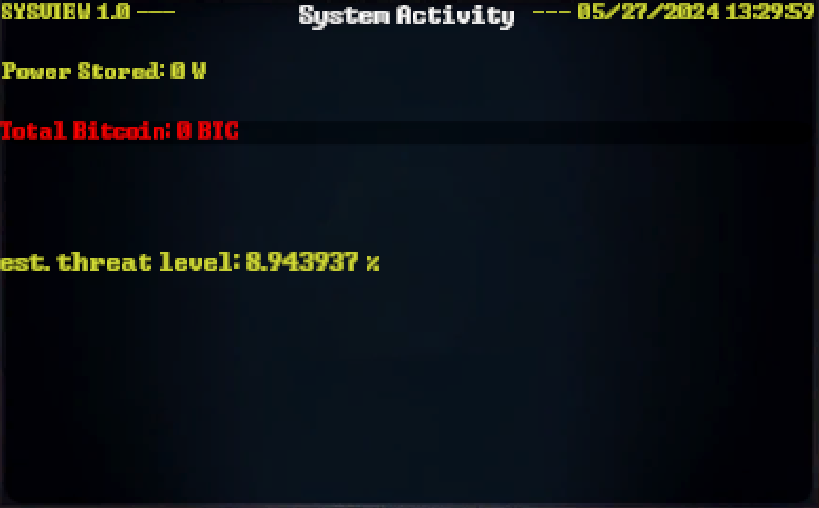 SYSVIEW 1.0 --- System Activity --- 05/27/2024 13:29:59
Power Stored: 0 W
Total Bitcoin: 0 BTC
est. threat level: 8.943937 %